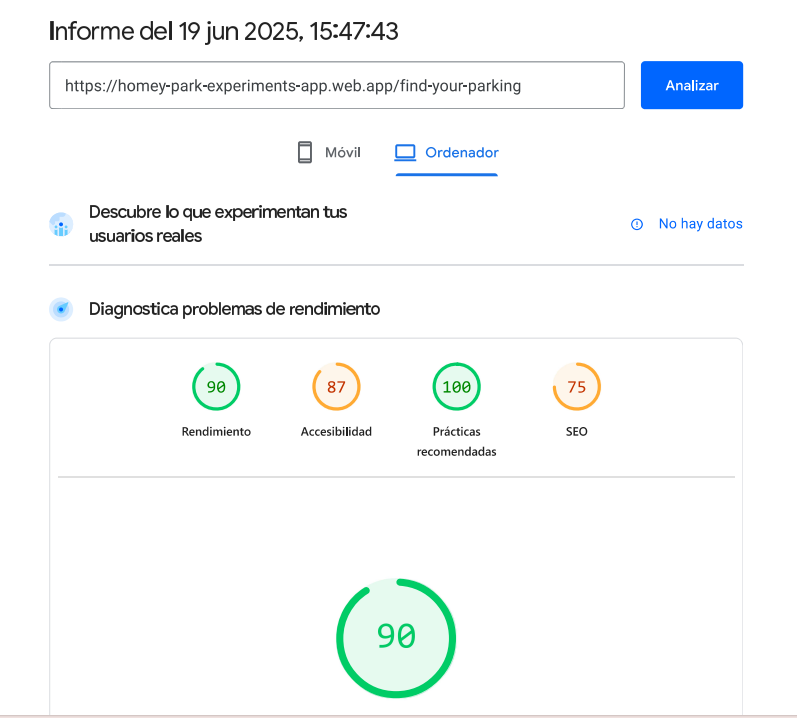 Informe del 19 jun 2025, 15:47:43
https://homey-park-experiments-app.web.app/find-your-parking
Analizar
Móvil
Ordenador
Descubre lo que experimentan tus
usuarios reales
No hay datos
Diagnostica problemas de rendimiento
90
87
100
75
Rendimiento
Accesibilidad
Prácticas
recomendadas
SEO
90